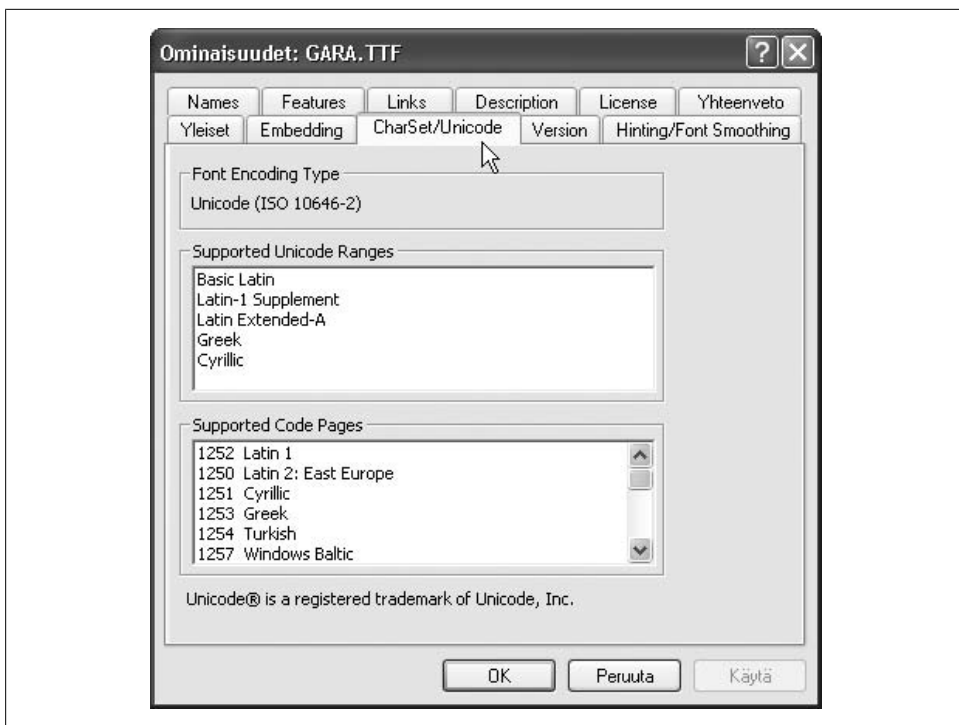 Ominaisuudet: GARA.TTF
Names Features Links Description License Yhteenveto
Yleiset Embedding CharSet/Unicode Version Hinting/Font Smoothing
Font Encoding Type
Unicode (ISO 10646-2)
Supported Unicode Ranges
Basic Latin
Latin-1 Supplement
Latin Extended-A
Greek
Cyrillic
Supported Code Pages
1252 Latin 1
1250 Latin 2: East Europe
1251 Cyrillic
1253 Greek
1254 Turkish
1257 Windows Baltic
Unicode® is a registered trademark of Unicode, Inc.
OK Peruuta Käytä